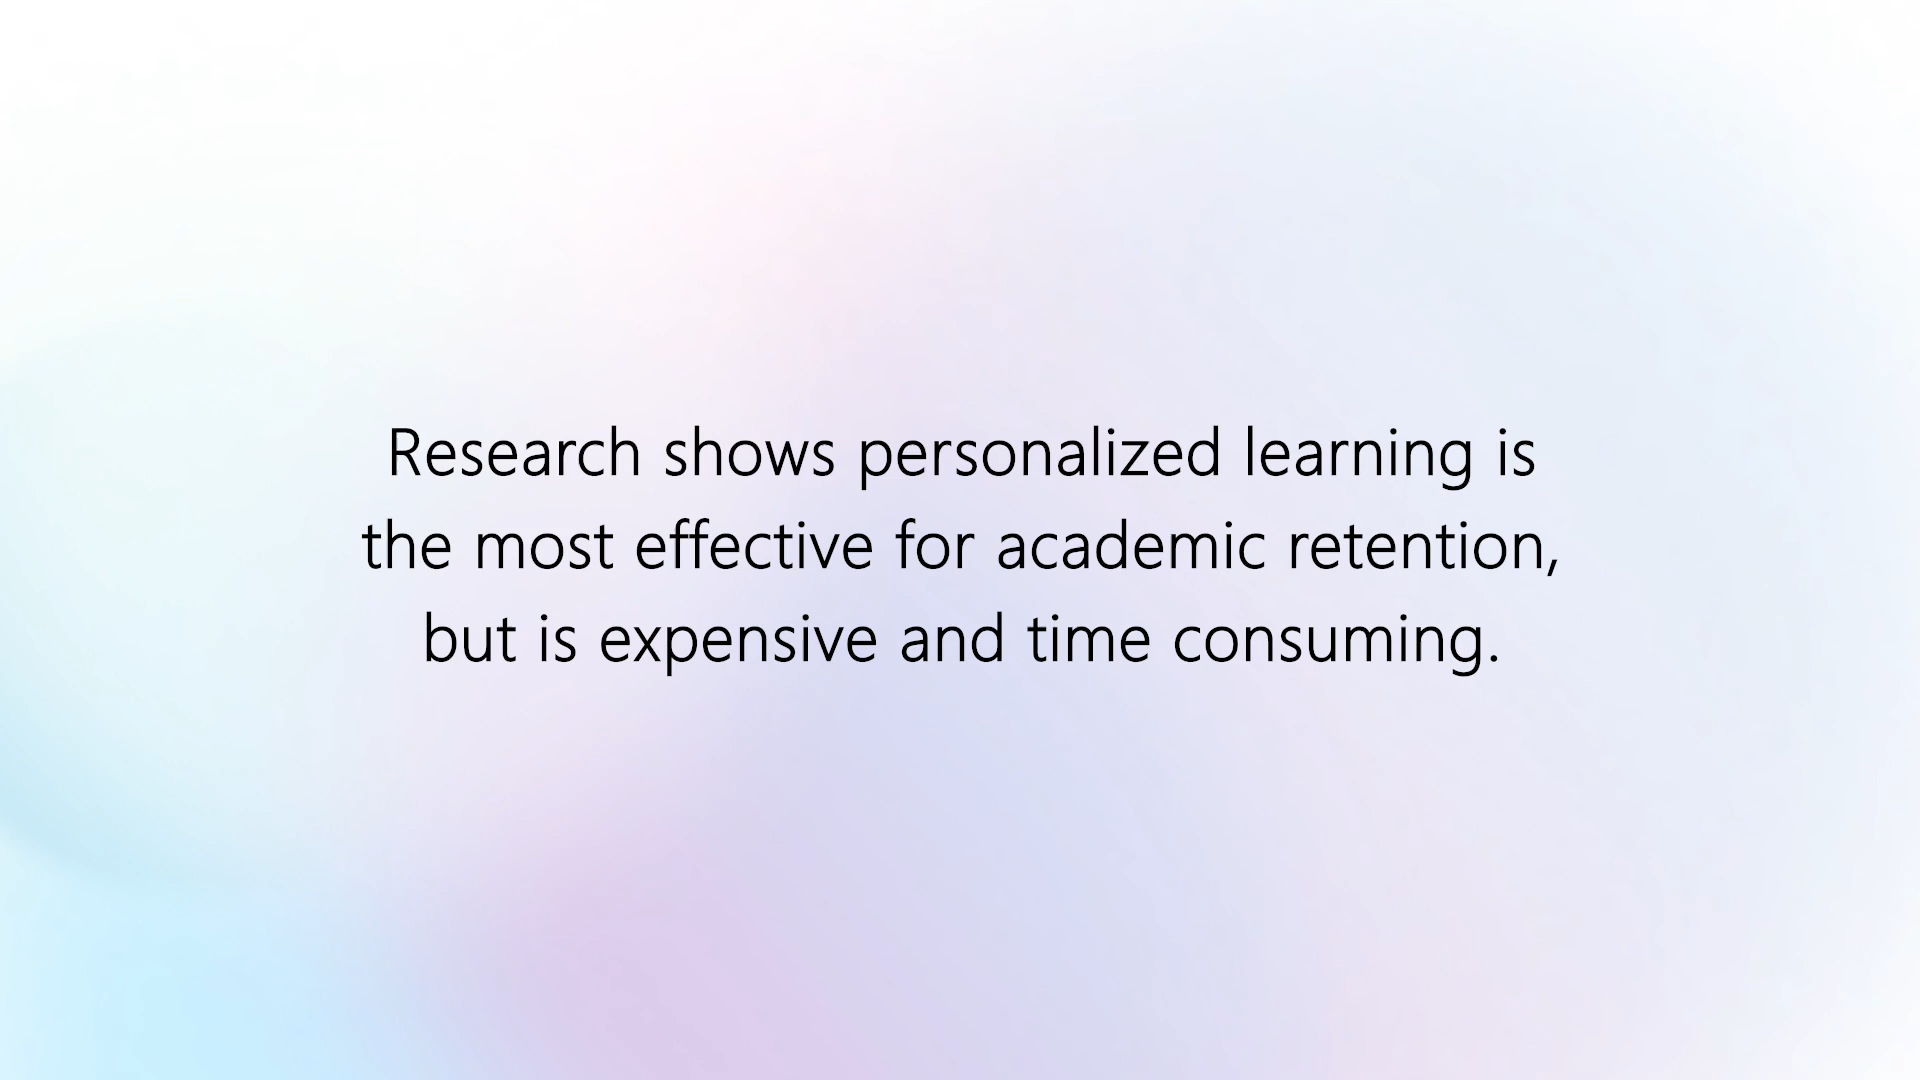 Research shows personalized learning is
the most effective for academic retention,
but is expensive and time consuming.